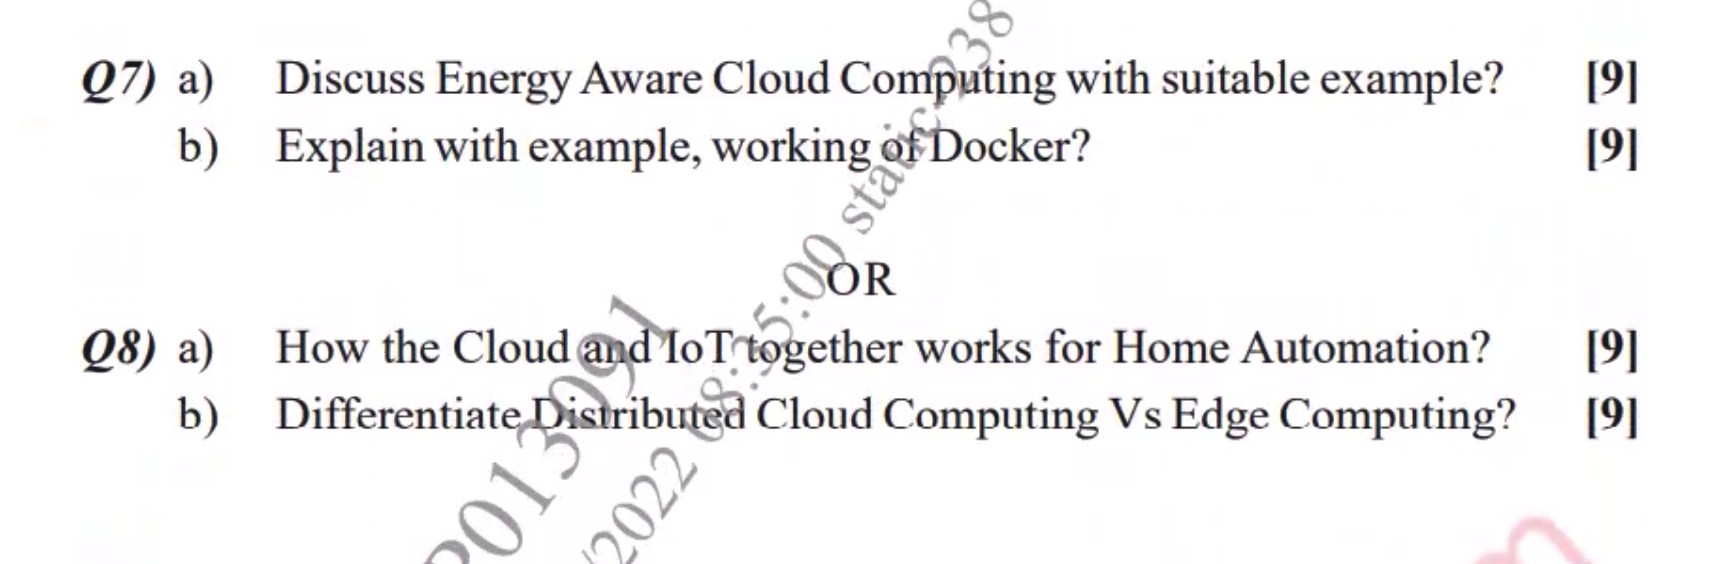 Q7) a) Discuss Energy Aware Cloud Computing with suitable example? [9]
b) Explain with example, working of Docker? [9]
OR
Q8) a) How the Cloud and IoT together works for Home Automation? [9]
b) Differentiate Distributed Cloud Computing Vs Edge Computing? [9]
2013091
/2022 08:35:00 static-238